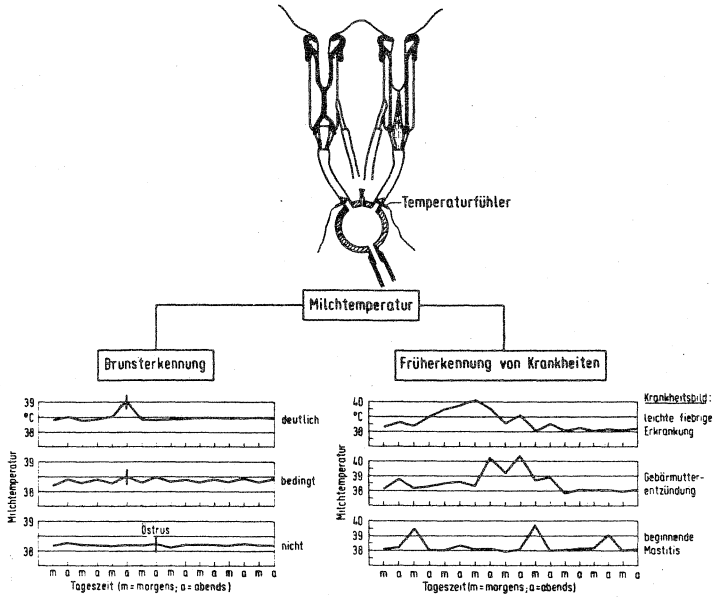 Temperaturfühler
Milchtemperatur
Brunsterkennung
Früherkennung von Krankheiten
39
°C
38
deutlich
39
38
bedingt
39
38
Östrus
nicht
Milchtemperatur
m a m a m a m a m a m a m a m a
Tageszeit (m = morgens; a = abends)
Krankheitsbild:
40
°C
38
leichte fiebrige
Erkrankung
40
39
38
Gebärmutter-
entzündung
40
39
38
beginnende
Mastitis
Milchtemperatur
m a m a m a m a m a m a m a m a m a
Tageszeit (m = morgens; a = abends)